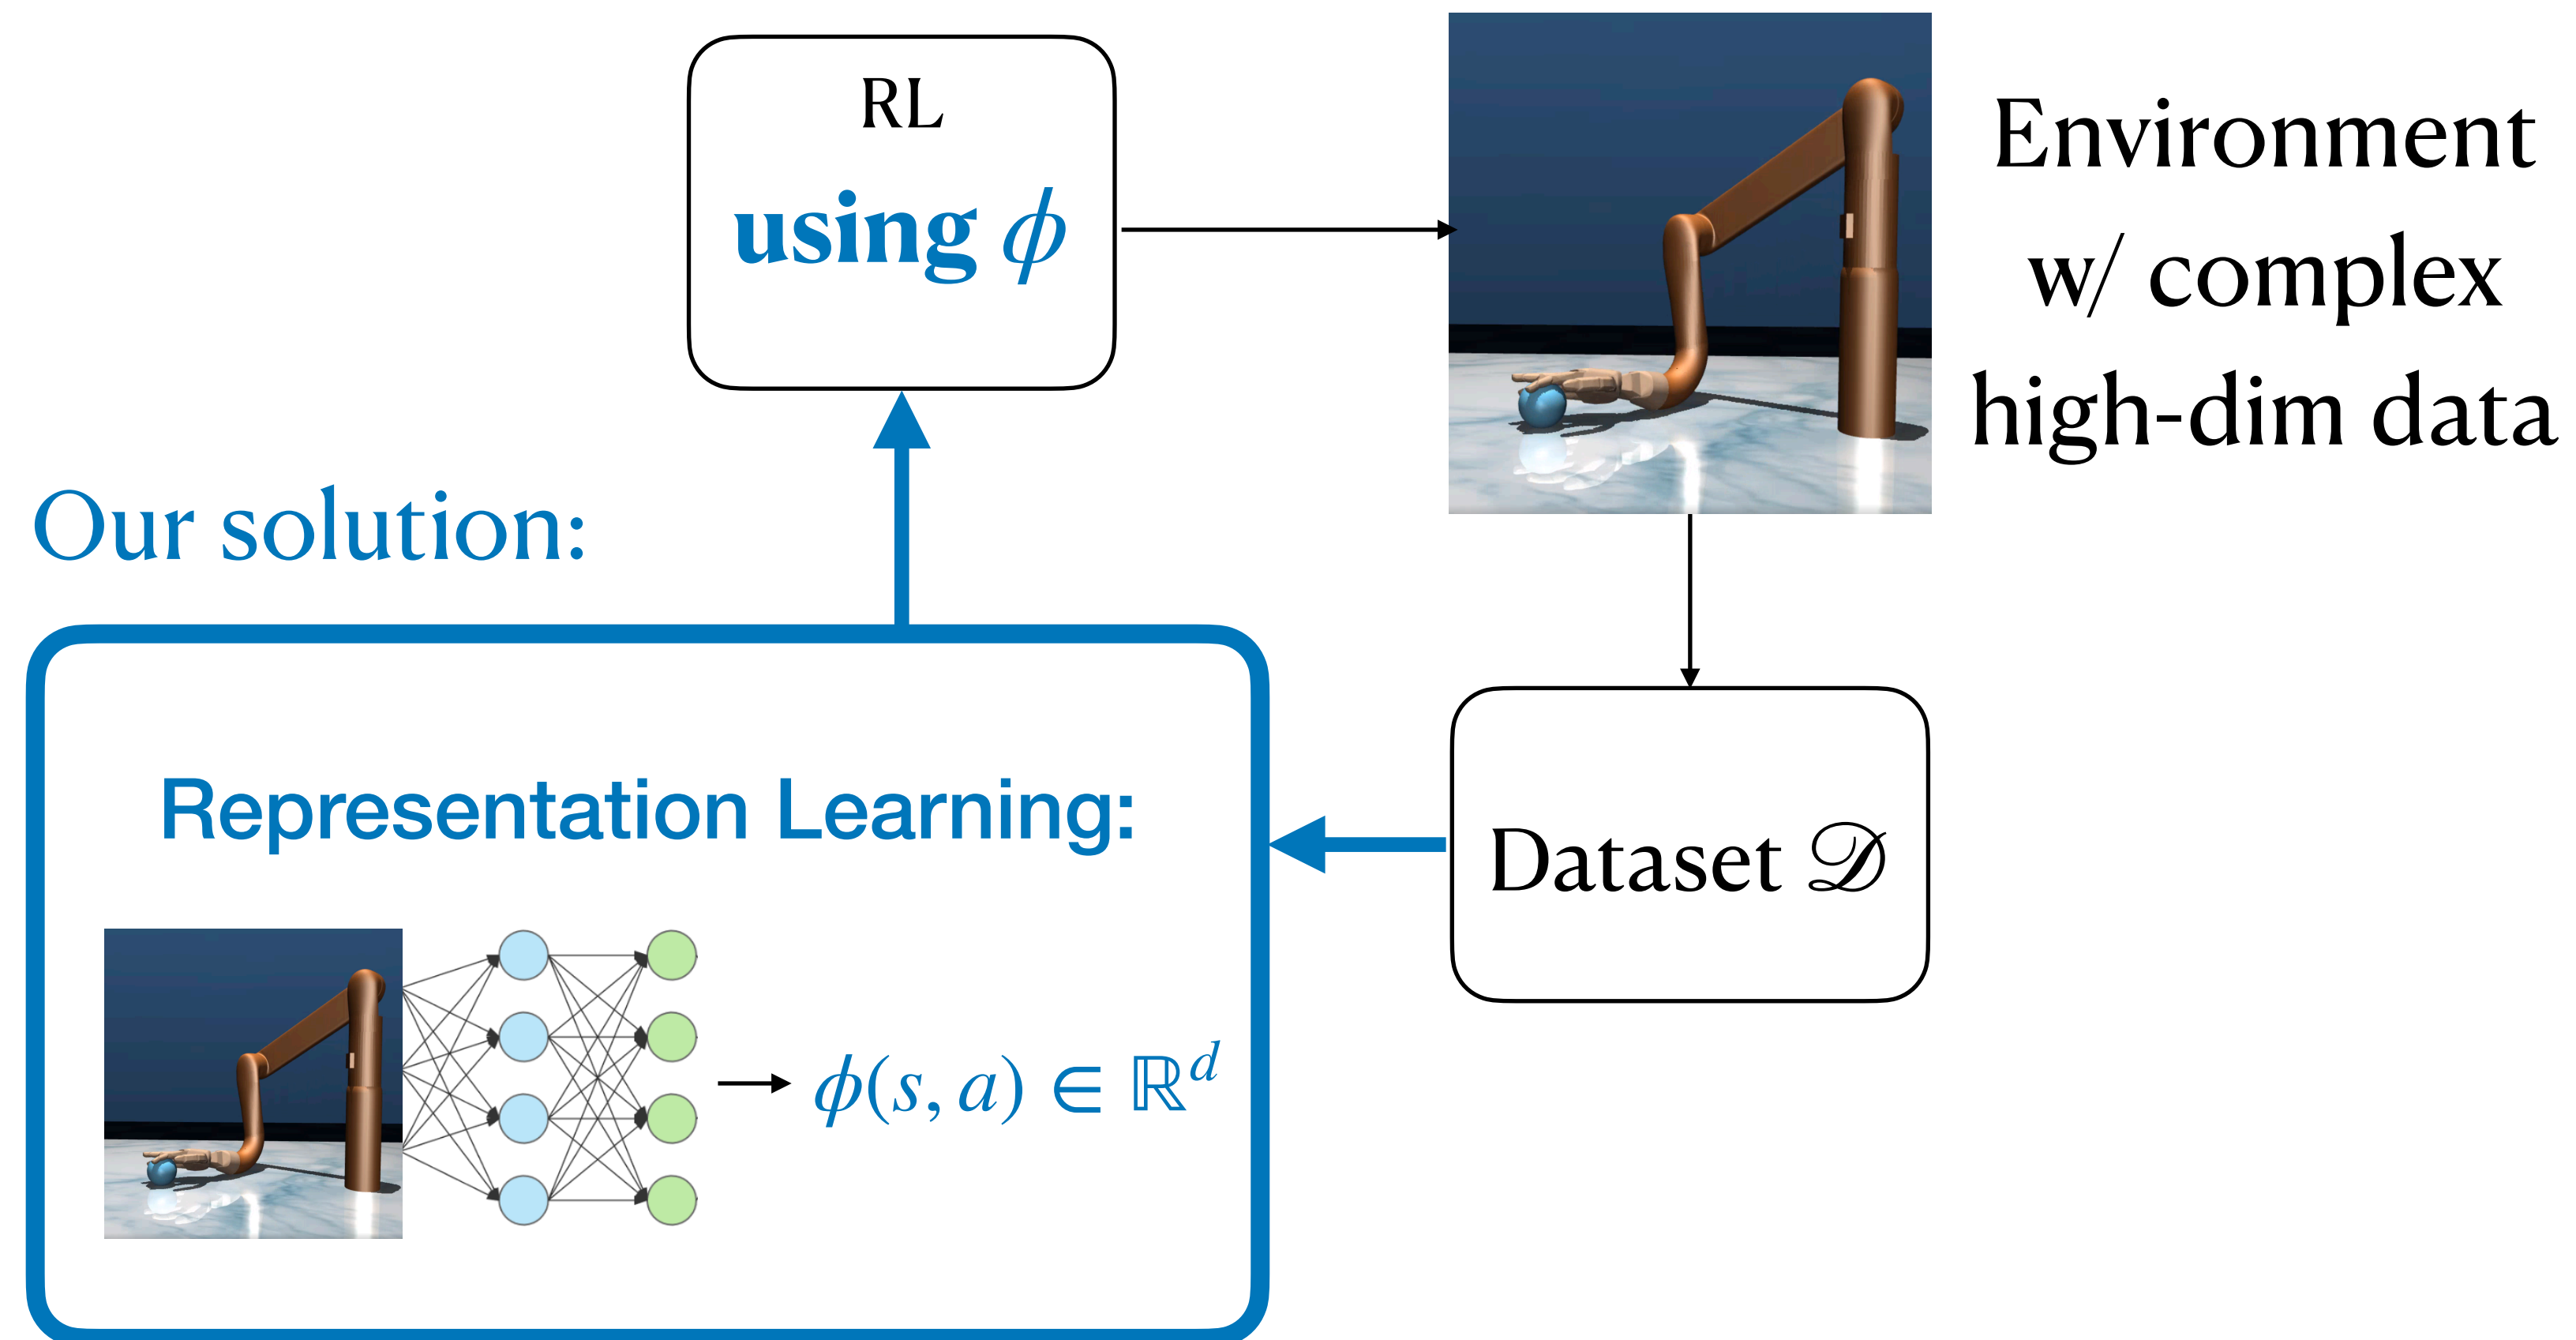 RL
using ϕ
Environment
w/ complex
high-dim data
Our solution:
Representation Learning:
ϕ(s, a) ∈ ℝ^d
Dataset 𝒟